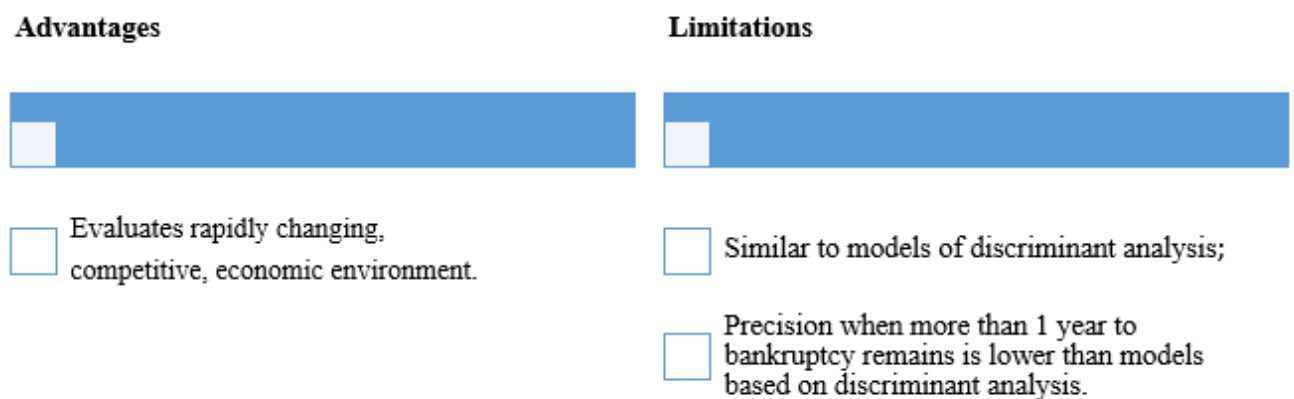 Advantages
Limitations
Evaluates rapidly changing,
competitive, economic environment.
Similar to models of discriminant analysis;
Precision when more than 1 year to
bankruptcy remains is lower than models
based on discriminant analysis.